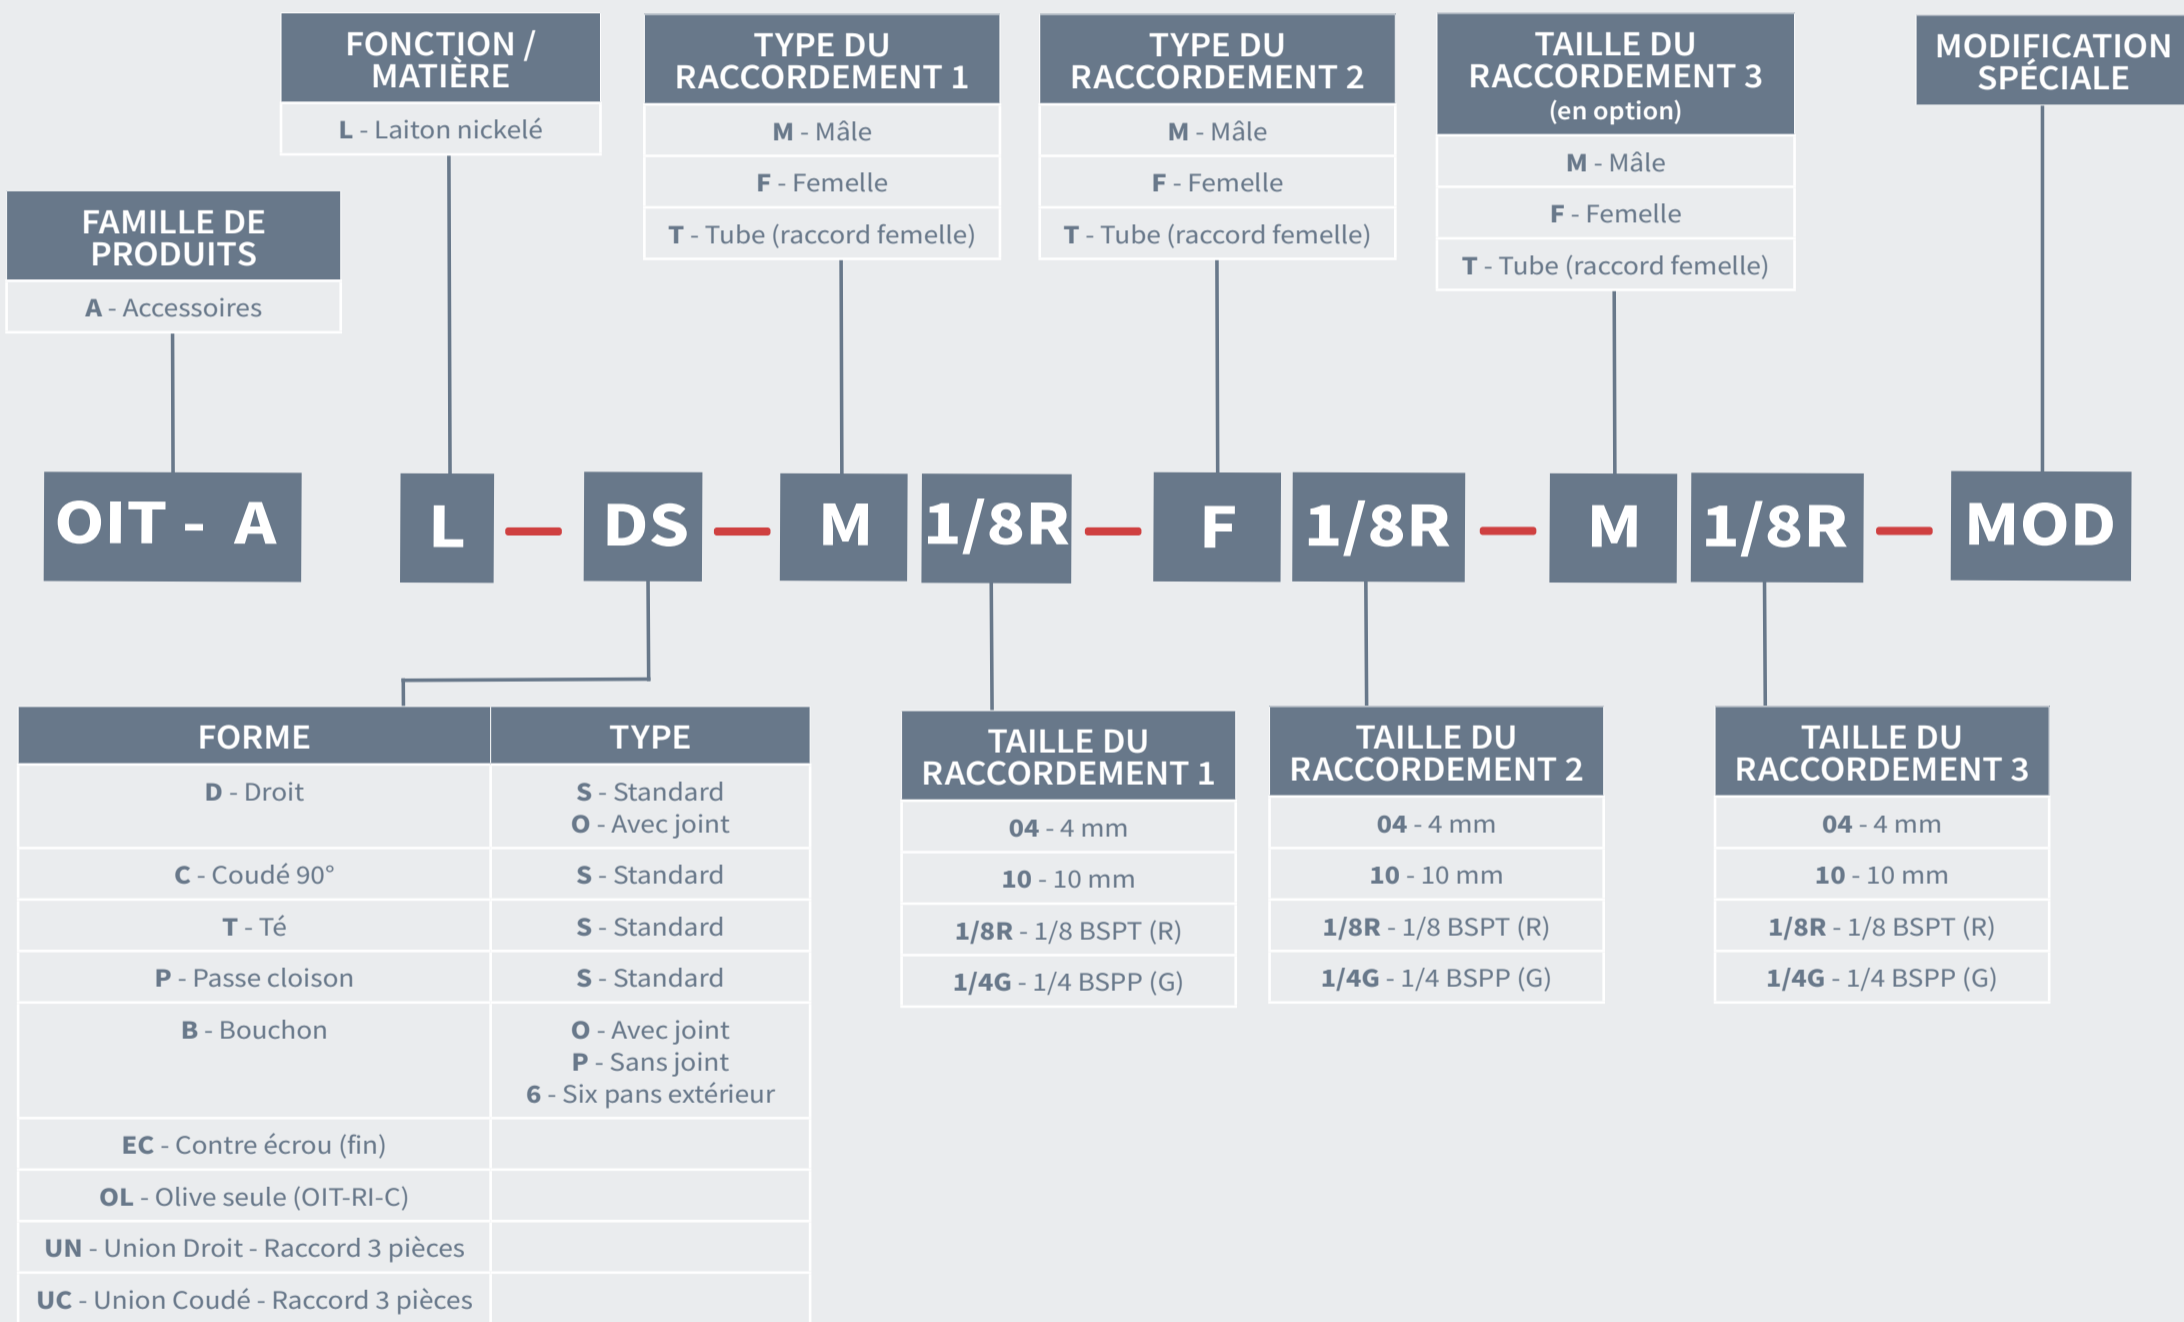 FONCTION /
MATIÈRE
L - Laiton nickelé
TYPE DU
RACCORDEMENT 1
M - Mâle
F - Femelle
T - Tube (raccord femelle)
TYPE DU
RACCORDEMENT 2
M - Mâle
F - Femelle
T - Tube (raccord femelle)
TAILLE DU
RACCORDEMENT 3
(en option)
M - Mâle
F - Femelle
T - Tube (raccord femelle)
MODIFICATION
SPÉCIALE
FAMILLE DE
PRODUITS
A - Accessoires
OIT - A L — DS — M 1/8R — F 1/8R — M 1/8R — MOD
FORME TYPE
D - Droit S - Standard
O - Avec joint
C - Coudé 90° S - Standard
T - Té S - Standard
P - Passe cloison S - Standard
B - Bouchon O - Avec joint
P - Sans joint
6 - Six pans extérieur
EC - Contre écrou (fin)
OL - Olive seule (OIT-RI-C)
UN - Union Droit - Raccord 3 pièces
UC - Union Coudé - Raccord 3 pièces
TAILLE DU
RACCORDEMENT 1
04 - 4 mm
10 - 10 mm
1/8R - 1/8 BSPT (R)
1/4G - 1/4 BSPP (G)
TAILLE DU
RACCORDEMENT 2
04 - 4 mm
10 - 10 mm
1/8R - 1/8 BSPT (R)
1/4G - 1/4 BSPP (G)
TAILLE DU
RACCORDEMENT 3
04 - 4 mm
10 - 10 mm
1/8R - 1/8 BSPT (R)
1/4G - 1/4 BSPP (G)